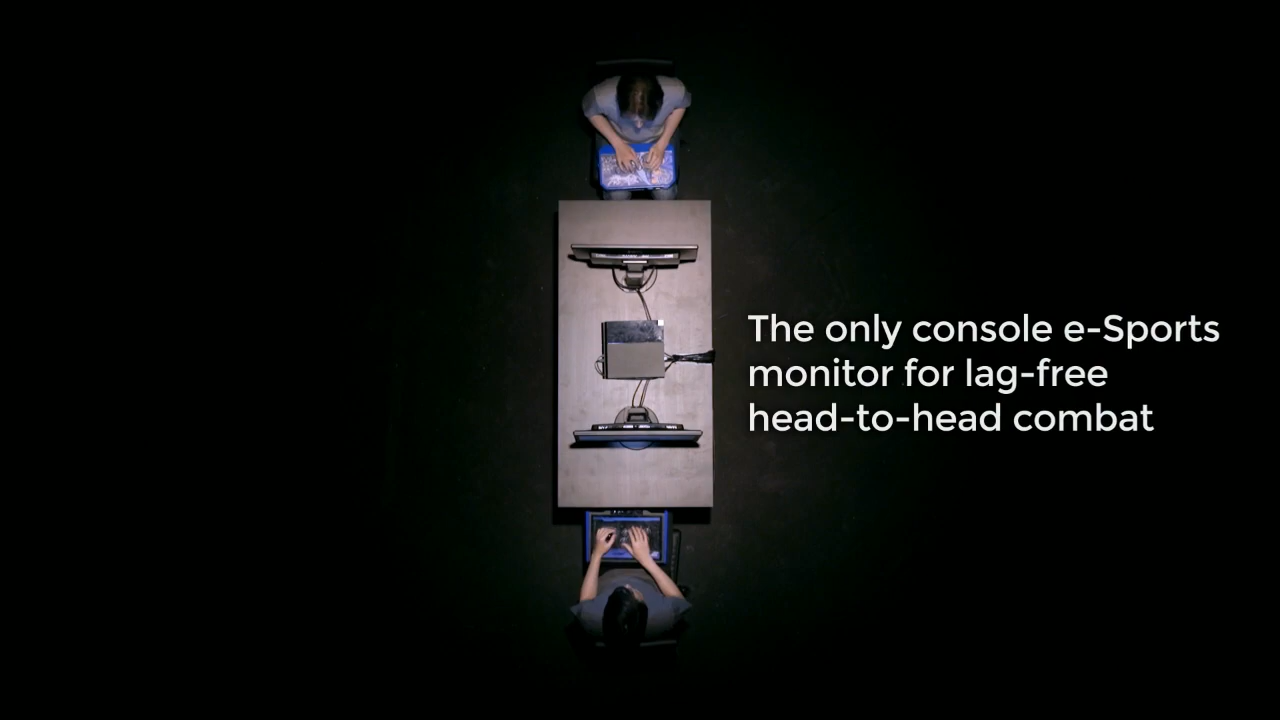 The only console e-Sports
monitor for lag-free
head-to-head combat